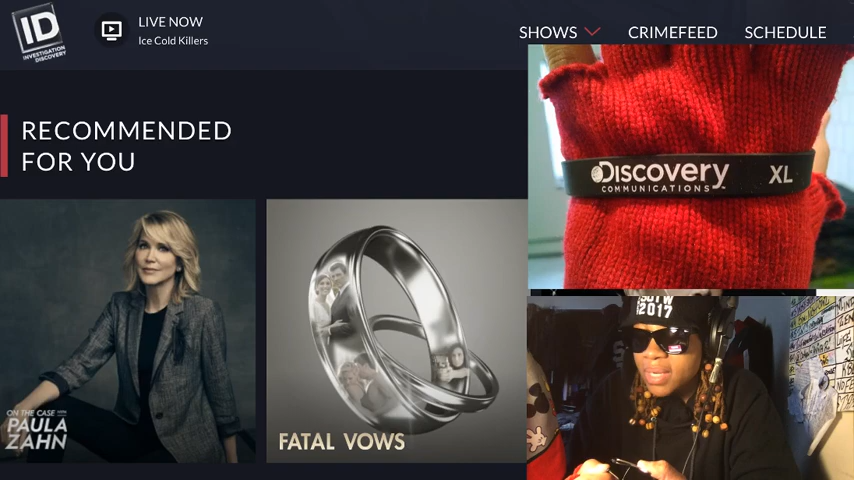 ID
INVESTIGATION
DISCOVERY
LIVE NOW
Ice Cold Killers
SHOWS
CRIMEFEED
SCHEDULE
RECOMMENDED
FOR YOU
ON THE CASE WITH
PAULA
ZAHN
FATAL VOWS
Discovery
COMMUNICATIONS
XL
2017